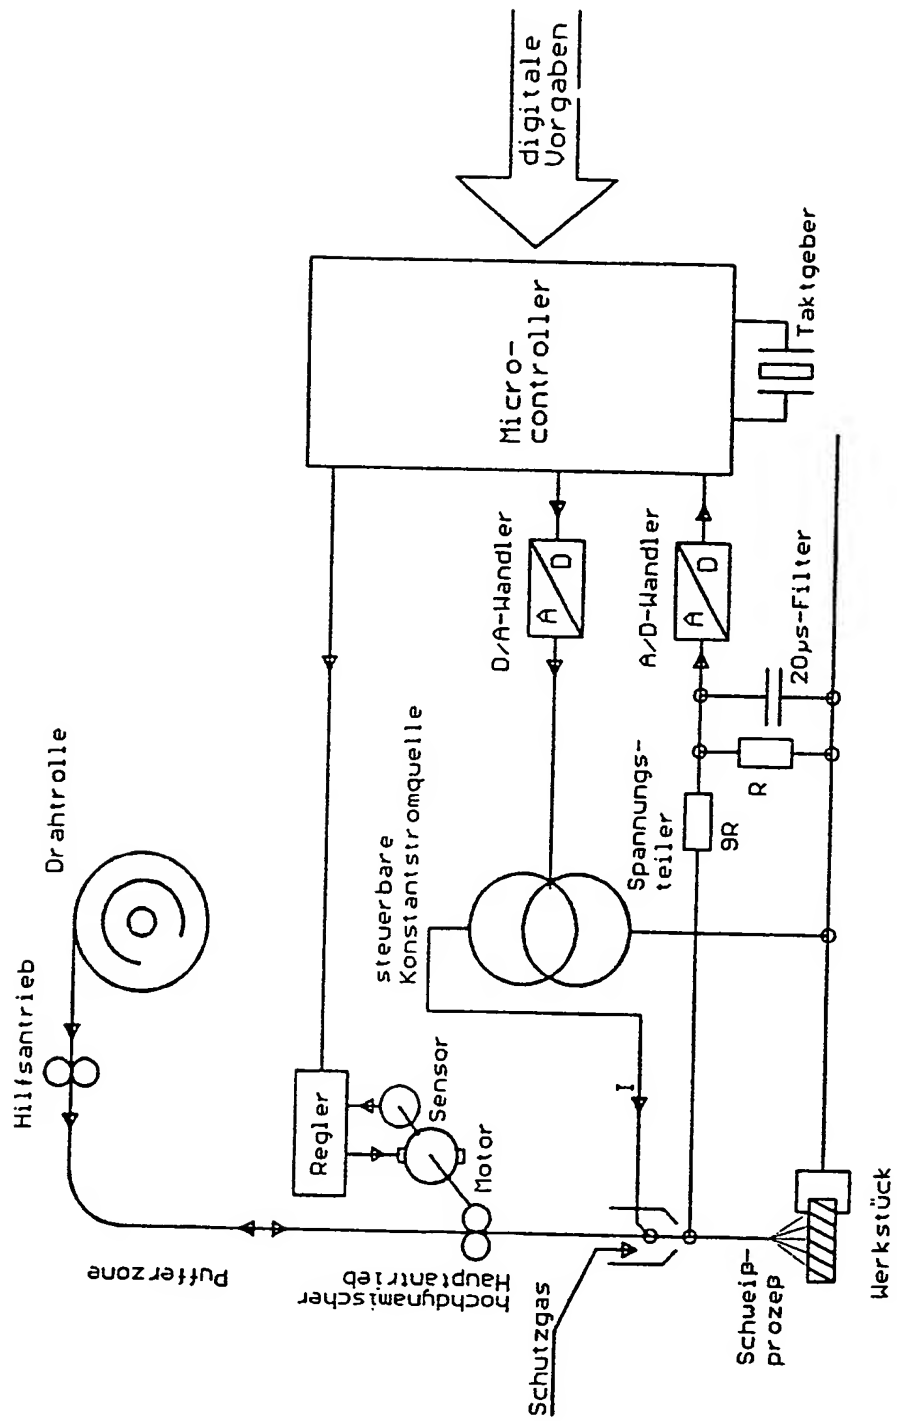 digitale
Vorgaben
Micro-
controller
Taktgeber
D/A-Wandler
A
D
A/D-Wandler
A
D
20µs-Filter
Drahtrolle
steuerbare
Konstantstromquelle
Spannungs-
teiler
R
9R
Hilfsantrieb
Regler
Sensor
Motor
I
Pufferzone
hochdynamischer
Hauptantrieb
Schutzgas
Schweiß-
prozeß
Werkstück